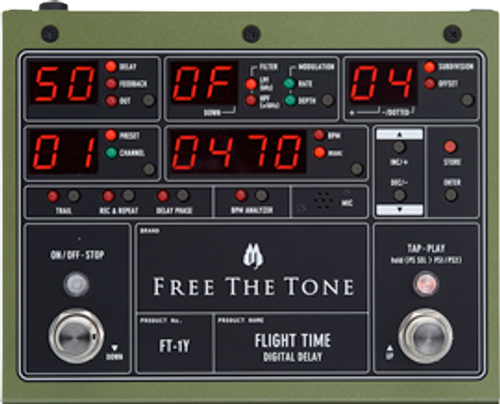 50
DELAY
FEEDBACK
OUT
0F
FILTER
MODULATION
LPF
(kHz)
HPF
(x10Hz)
RATE
DEPTH
DOWN
04
SUBDIVISION
OFFSET
+ -/DOTTED
01
PRESET
CHANNEL
0470
BPM
msec
▲
INC/+
STORE
DEC/-
ENTER
▼
TRAIL
REC & REPEAT
DELAY PHASE
BPM ANALYZER
MIC
ON/OFF - STOP
BRAND
FREE THE TONE
TAP - PLAY
hold (PS SEL > PS1/PS2)
▼
DOWN
PRODUCT No.
FT-1Y
PRODUCT NAME
FLIGHT TIME
DIGITAL DELAY
▲
UP